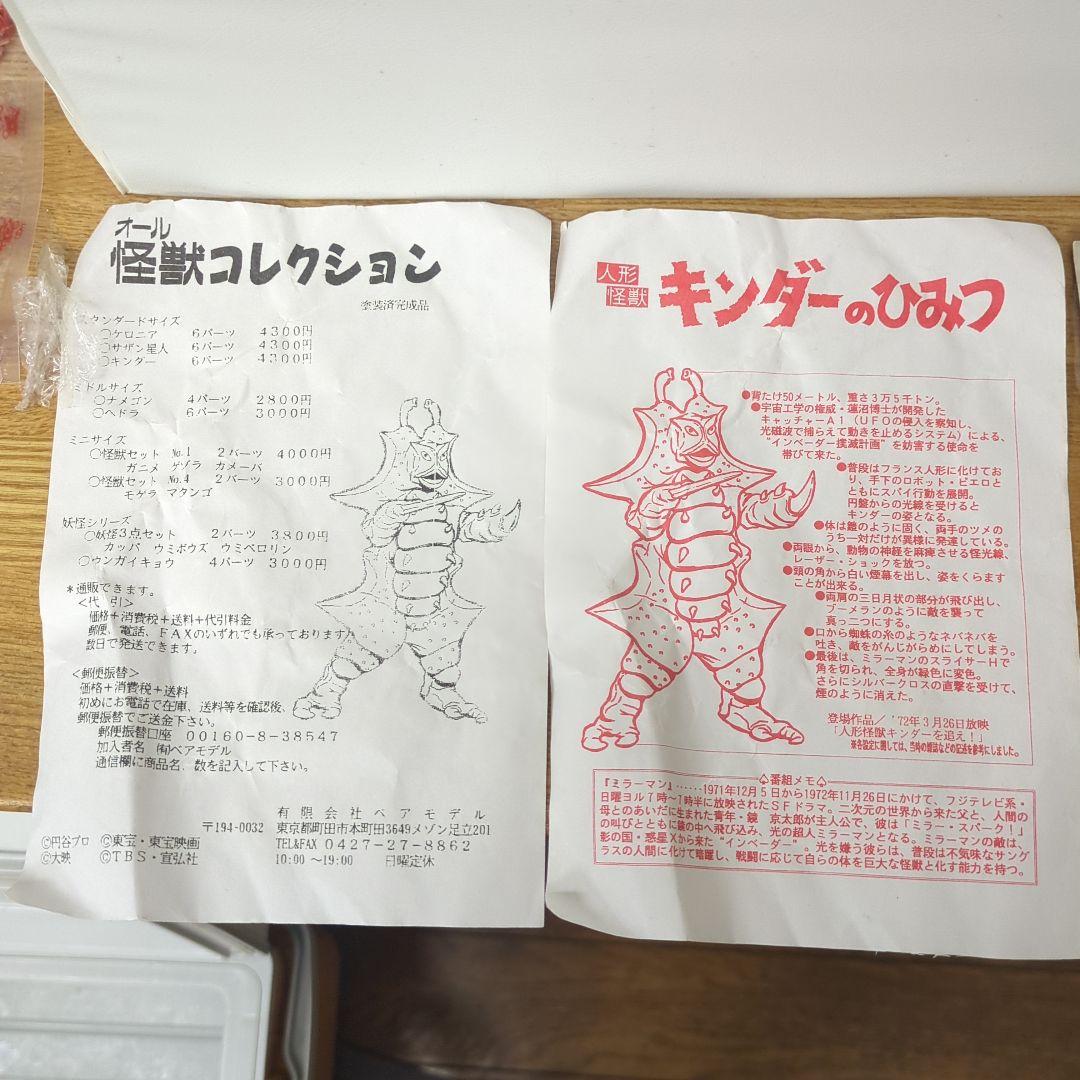 オール
怪獣コレクション
塗装済完成品
スタンダードサイズ
○ケロニア 6パーツ 4300円
○サザン星人 6パーツ 4300円
○キンダー 6パーツ 4300円
ミドルサイズ
○ナメゴン 4パーツ 2800円
○ヘドラ 6パーツ 3000円
ミニサイズ
○怪獣セット No.1 2パーツ 4000円
ガニメ ゲゾラ カメーバ
○怪獣セット No.4 2パーツ 3000円
モゲラ マタンゴ
妖怪シリーズ
○妖怪3点セット 2パーツ 3800円
カッパ ウミボウズ ウミベロリン
○ウンガイキョウ 4パーツ 3000円
*通販できます。
<代 引>
価格+消費税+送料+代引料金
郵便、電話、FAXのいずれでも承っております
数日で発送できます。
<郵便振替>
価格+消費税+送料
初めにお電話で在庫、送料等を確認後、
郵便振替でご送金下さい。
郵便振替口座 00160-8-38547
加入者名 ㈲ベアモデル
通信欄に商品名、数を記入して下さい。
有限会社ベアモデル
〒194-0032 東京都町田市本町田3649メゾン足立201
TEL&FAX 0427-27-8862
10:00 〜19:00 日曜定休
©円谷プロ ©東宝・東宝映画
©大映 ©TBS・宣弘社
人形
怪獣
キンダーのひみつ
●背たけ50メートル、重さ3万5千トン。
●宇宙工学の権威・蓮沼博士が開発した
キャッチャーA1(UFOの侵入を察知し、
光磁波で捕らえて動きを止めるシステム)による、
“インベーダー撲滅計画”を妨害する使命を
帯びて来た。
●普段はフランス人形に化けてお
り、手下のロボット・ピエロと
ともにスパイ行動を展開。
円盤からの光線を受けると
キンダーの姿となる。
●体は鎧のように固く、両手のツメの
うち一対だけが異様に発達している。
●両眼から、動物の神経を麻痺させる怪光線、
レーザー・ショックを放つ。
●頭の角から白い煙幕を出し、姿をくらます
ことが出来る。
●両肩の三日月状の部分が飛び出し、
ブーメランのように敵を襲って
真っ二つにする。
●口から蜘蛛の糸のようなネバネバを
吐き、敵をがんじがらめにしてしまう。
●最後は、ミラーマンのスライサーHで
角を切られ、全身が緑色に変色。
さらにシルバークロスの直撃を受けて、
煙のように消えた。
登場作品/'72年3月26日放映
「人形怪獣キンダーを追え!」
※各設定に関しては、当時の雑誌などの記述を参考にしました。
♤番組メモ♤
『ミラーマン』……1971年12月5日から1972年11月26日にかけて、フジテレビ系・
日曜ヨル7時〜7時半に放映されたSFドラマ。二次元の世界から来た父と、人間の
母とのあいだに生まれた青年・鏡 京太郎が主人公で、彼は「ミラー・スパーク!」
の叫びとともに鏡の中へ飛び込み、光の超人ミラーマンとなる。ミラーマンの敵は、
影の国・惑星Xから来た“インベーダー”。光を嫌う彼らは、普段は不気味なサング
ラスの人間に化けて暗躍し、戦闘に応じて自らの体を巨大な怪獣と化す能力を持つ。